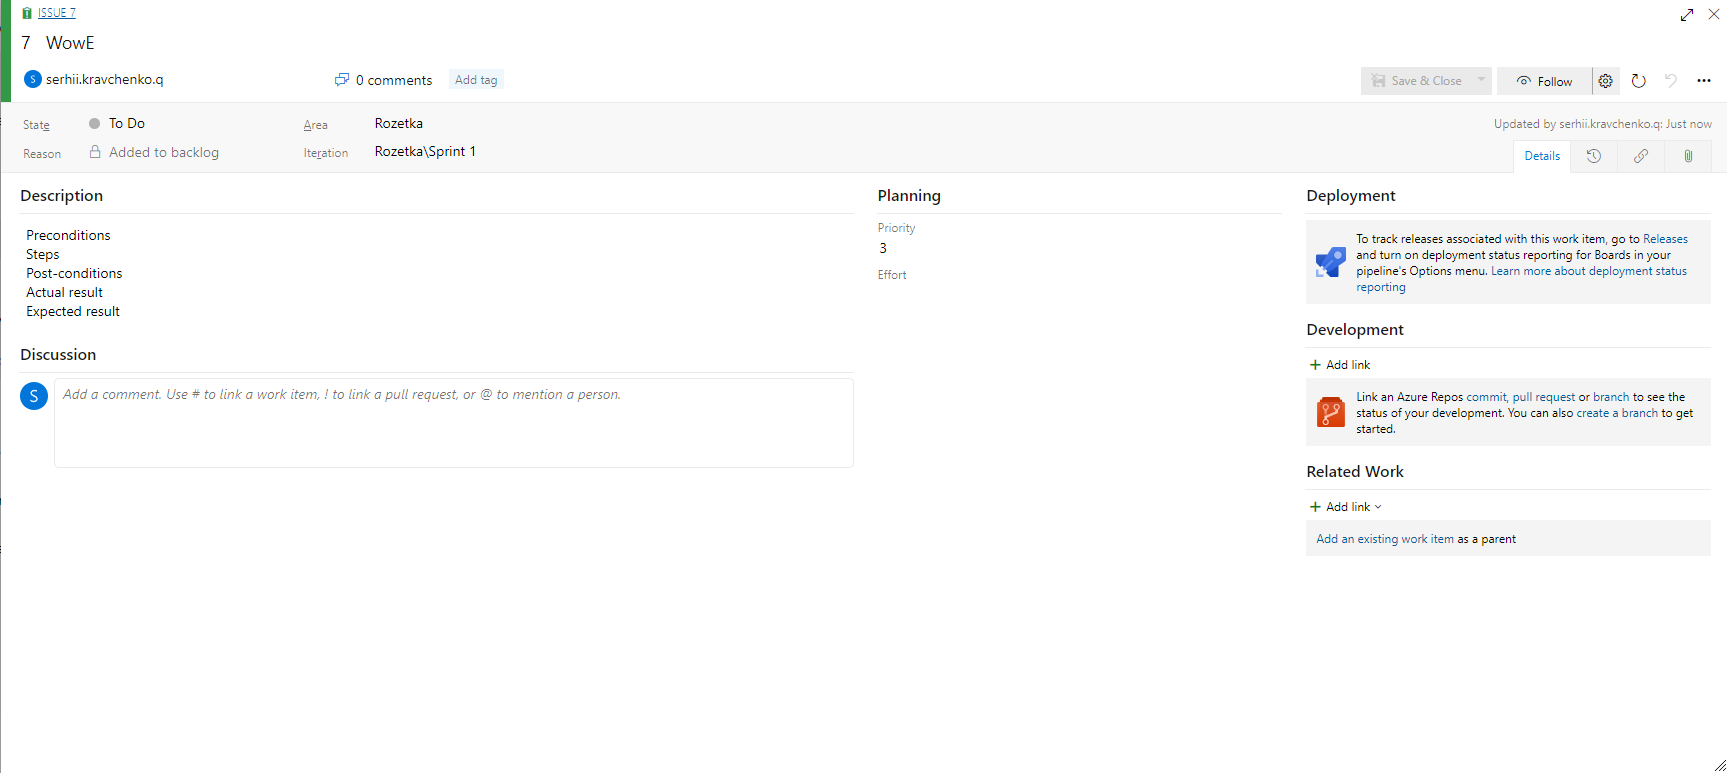 ISSUE 7
7 WowE
S serhii.kravchenko.q
0 comments
Add tag
Save & Close
Follow
State To Do
Area Rozetka
Updated by serhii.kravchenko.q: Just now
Reason Added to backlog
Iteration Rozetka\Sprint 1
Details
Description
Preconditions
Steps
Post-conditions
Actual result
Expected result
Discussion
S
Add a comment. Use # to link a work item, ! to link a pull request, or @ to mention a person.
Planning
Priority
3
Effort
Deployment
To track releases associated with this work item, go to Releases
and turn on deployment status reporting for Boards in your
pipeline's Options menu. Learn more about deployment status
reporting
Development
+ Add link
Link an Azure Repos commit, pull request or branch to see the
status of your development. You can also create a branch to get
started.
Related Work
+ Add link
Add an existing work item as a parent